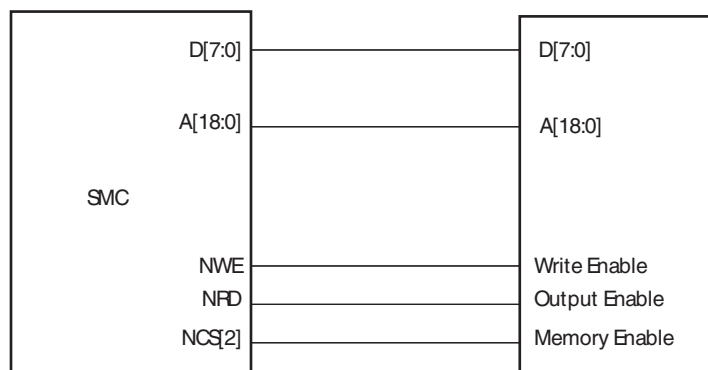 D[7:0] D[7:0]
A[18:0] A[18:0]
SMC
NWE Write Enable
NRD Output Enable
NCS[2] Memory Enable